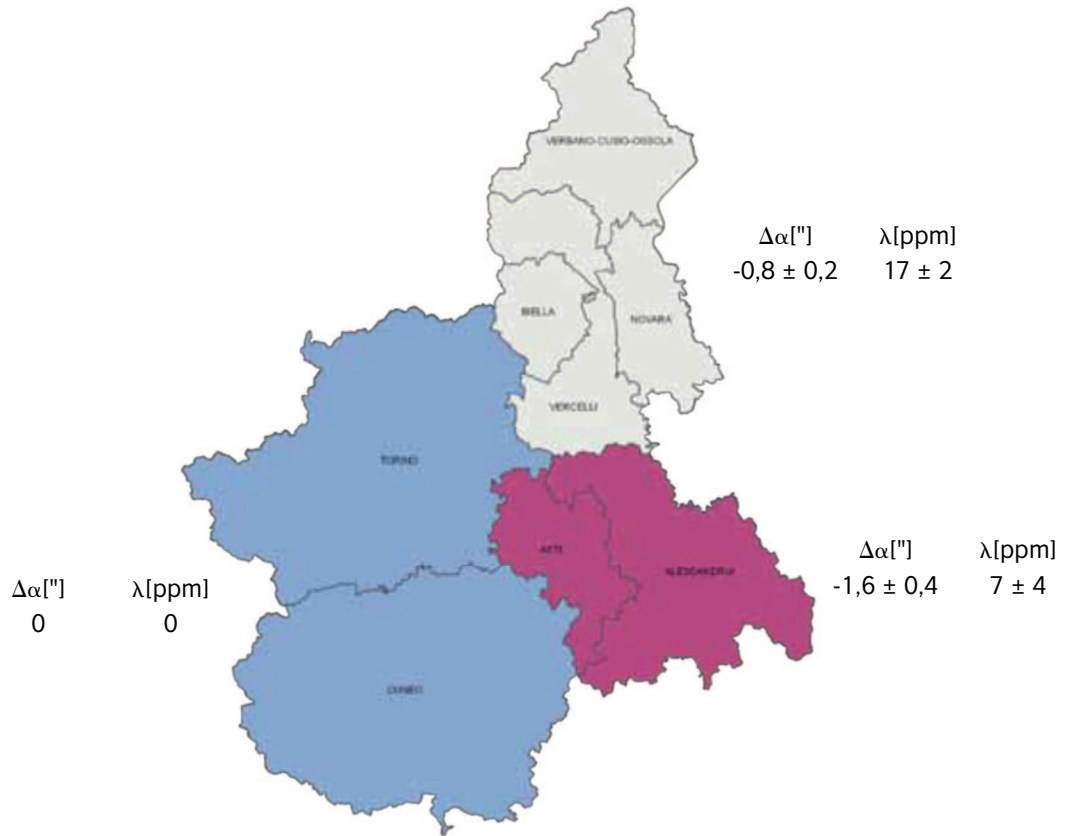 VERBANO-CUSIO-OSSOLA
Δα["] λ[ppm]
-0,8 ± 0,2 17 ± 2
BIELLA
NOVARA
VERCELLI
TORINO
ASTI
ALESSANDRIA
Δα["] λ[ppm]
-1,6 ± 0,4 7 ± 4
Δα["] λ[ppm]
0 0
CUNEO